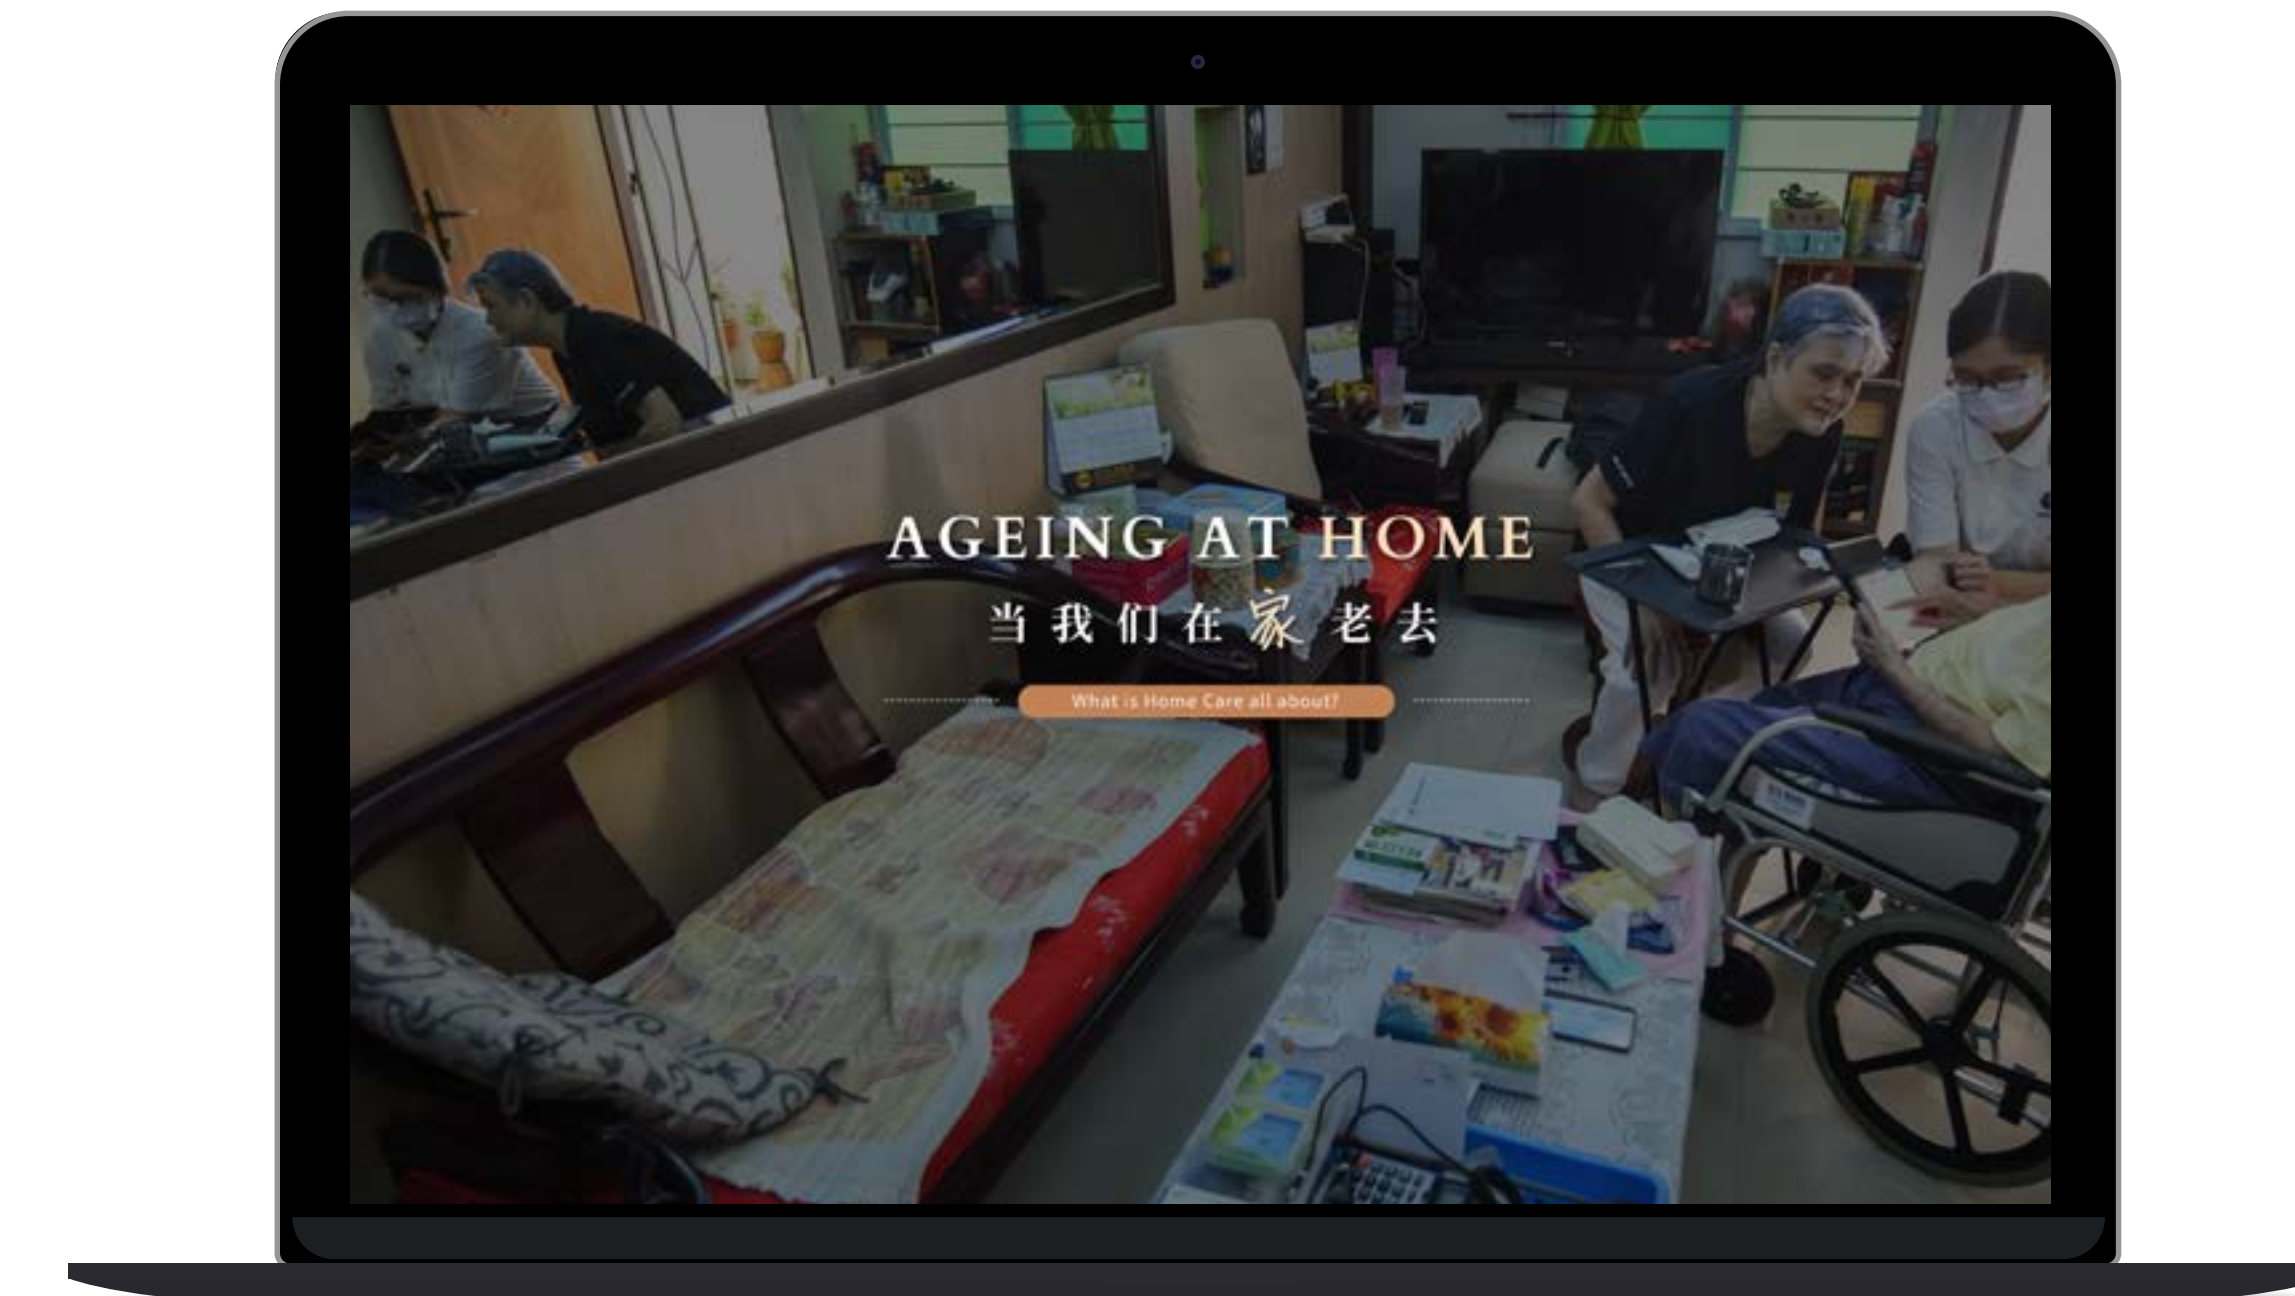 AGEING AT HOME
当我们在家老去
What is Home Care all about?